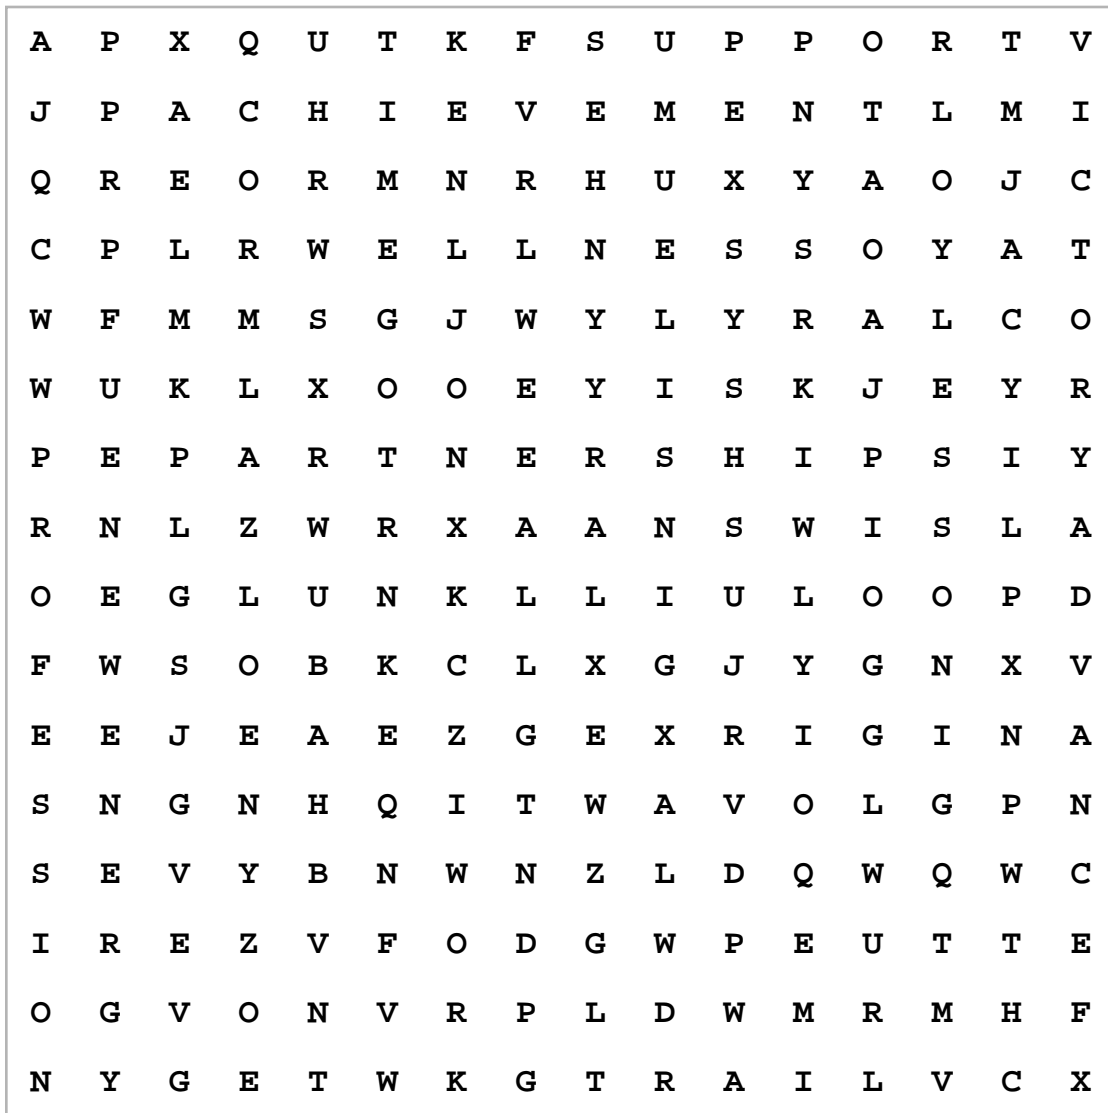 A P X Q U T K F S U P P O R T V
J P A C H I E V E M E N T L M I
Q R E O R M N R H U X Y A O J C
C P L R W E L L N E S S O Y A T
W F M M S G J W Y L Y R A L C O
W U K L X O O E Y I S K J E Y R
P E P A R T N E R S H I P S I Y
R N L Z W R X A A N S W I S L A
O E G L U N K L L I U L O O P D
F W S O B K C L X G J Y G N X V
E E J E A E Z G E X R I G I N A
S N G N H Q I T W A V O L G P N
S E V Y B N W N Z L D Q W Q W C
I R E Z V F O D G W P E U T T E
O G V O N V R P L D W M R M H F
N Y G E T W K G T R A I L V C X